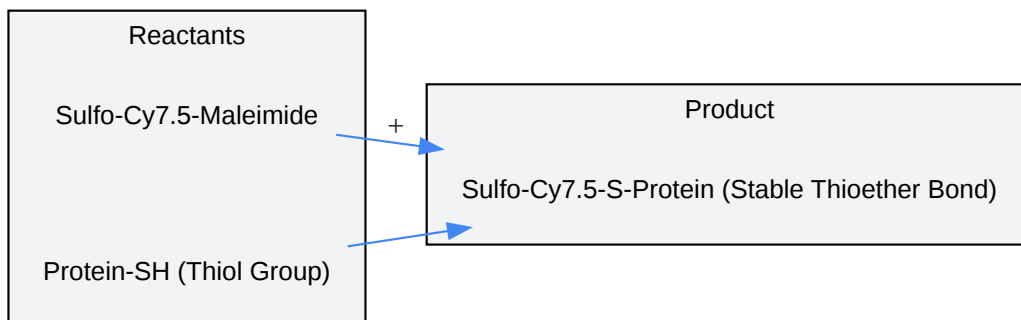 Reactants
Sulfo-Cy7.5-Maleimide
+
Protein-SH (Thiol Group)
Product
Sulfo-Cy7.5-S-Protein (Stable Thioether Bond)